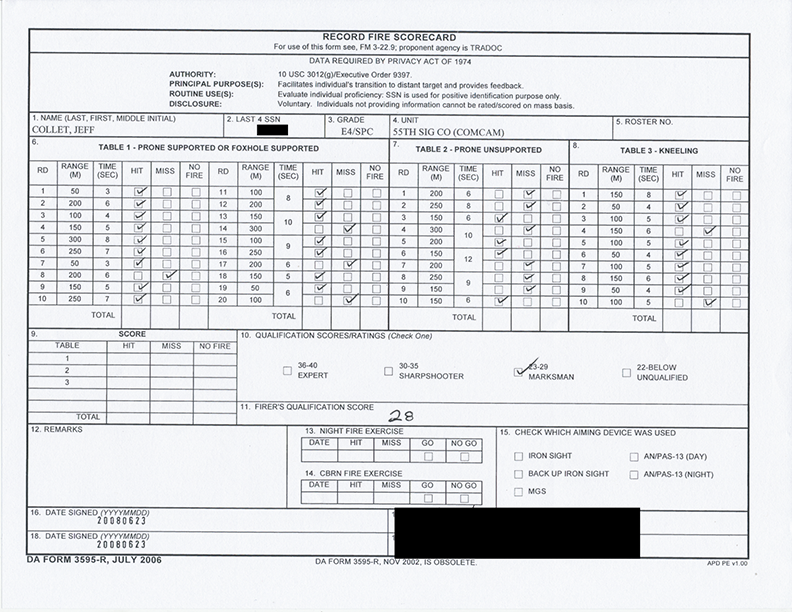 RECORD FIRE SCORECARD
For use of this form see, FM 3-22.9; proponent agency is TRADOC
DATA REQUIRED BY PRIVACY ACT OF 1974
AUTHORITY: 10 USC 3012(g)/Executive Order 9397.
PRINCIPAL PURPOSE(S): Facilitates individual's transition to distant target and provides feedback.
ROUTINE USE(S): Evaluate individual proficiency: SSN is used for positive identification purpose only.
DISCLOSURE: Voluntary. Individuals not providing information cannot be rated/scored on mass basis.
1. NAME (LAST, FIRST, MIDDLE INITIAL) 2. LAST 4 SSN 3. GRADE 4. UNIT 5. ROSTER NO.
COLLET, JEFF E4/SPC 55TH SIG CO (COMCAM)
6. TABLE 1 - PRONE SUPPORTED OR FOXHOLE SUPPORTED 7. TABLE 2 - PRONE UNSUPPORTED 8. TABLE 3 - KNEELING
RD RANGE (M) TIME (SEC) HIT MISS NO FIRE RD RANGE (M) TIME (SEC) HIT MISS NO FIRE RD RANGE (M) TIME (SEC) HIT MISS NO FIRE RD RANGE (M) TIME (SEC) HIT MISS NO FIRE
1 50 3 11 100 8 1 200 6 1 150 8
2 200 6 12 200 2 250 8 2 50 4
3 100 4 13 150 10 3 150 6 3 100 5
4 150 5 14 300 4 300 10 4 150 6
5 300 8 15 100 9 5 200 5 100 5
6 250 7 16 250 6 150 12 6 50 4
7 50 3 17 200 6 7 200 7 100 5
8 200 6 18 150 5 8 250 9 8 150 6
9 150 5 19 50 6 9 150 9 50 4
10 250 7 20 100 10 150 6 10 100 5
TOTAL TOTAL TOTAL TOTAL
9. SCORE
TABLE HIT MISS NO FIRE
1
2
3
TOTAL
10. QUALIFICATION SCORES/RATINGS (Check One)
36-40 EXPERT
30-35 SHARPSHOOTER
23-29 MARKSMAN
22-BELOW UNQUALIFIED
11. FIRER'S QUALIFICATION SCORE 28
12. REMARKS
13. NIGHT FIRE EXERCISE
DATE HIT MISS GO NO GO
14. CBRN FIRE EXERCISE
DATE HIT MISS GO NO GO
15. CHECK WHICH AIMING DEVICE WAS USED
IRON SIGHT AN/PAS-13 (DAY)
BACK UP IRON SIGHT AN/PAS-13 (NIGHT)
MGS
16. DATE SIGNED (YYYYMMDD)
20080623
18. DATE SIGNED (YYYYMMDD)
20080623
DA FORM 3595-R, JULY 2006 DA FORM 3595-R, NOV 2002, IS OBSOLETE. APD PE v1.00